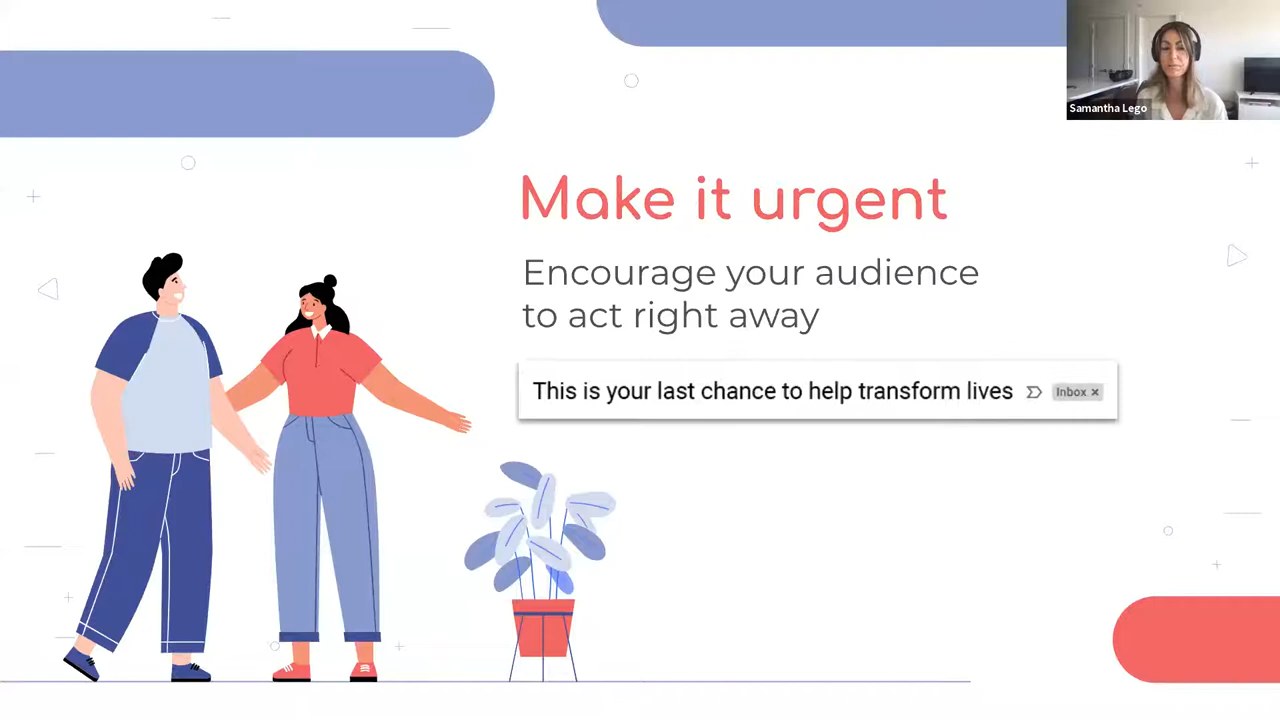 Samantha Lego
Make it urgent
Encourage your audience
to act right away
This is your last chance to help transform lives Inbox ×